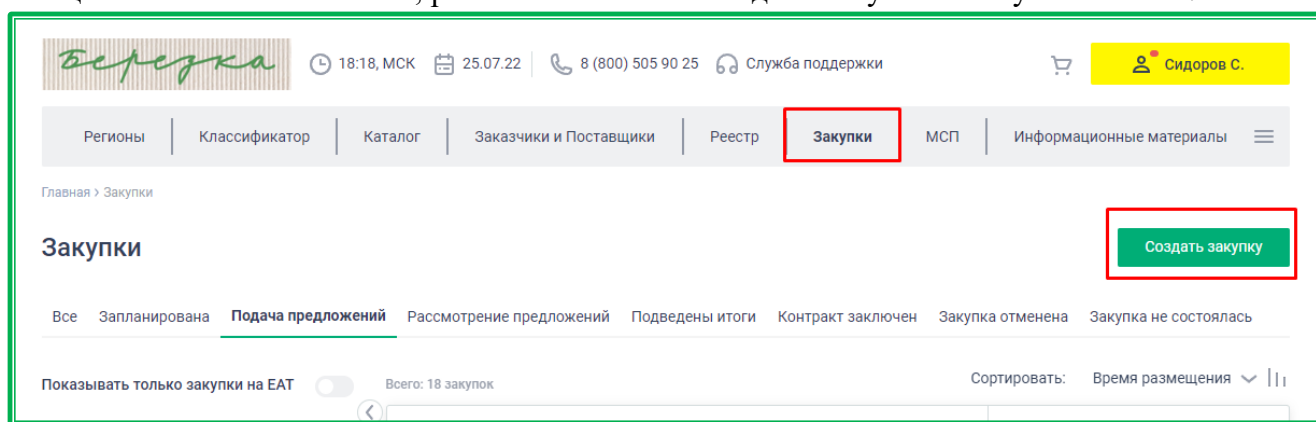 Березка 18:18, МСК 25.07.22 8 (800) 505 90 25 Служба поддержки Сидоров С.
Регионы Классификатор Каталог Заказчики и Поставщики Реестр Закупки МСП Информационные материалы
Главная > Закупки
Закупки Создать закупку
Все Запланирована Подача предложений Рассмотрение предложений Подведены итоги Контракт заключен Закупка отменена Закупка не состоялась
Показывать только закупки на ЕАТ Всего: 18 закупок Сортировать: Время размещения